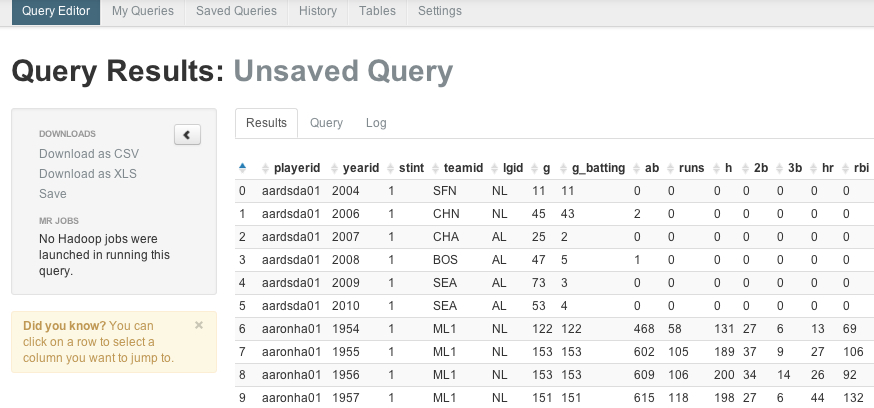 Query Editor My Queries Saved Queries History Tables Settings
Query Results: Unsaved Query
DOWNLOADS
Download as CSV
Download as XLS
Save
MR JOBS
No Hadoop jobs were
launched in running this
query.
Did you know? You can
click on a row to select a
column you want to jump to.
Results Query Log
playerid yearid stint teamid lgid g g_batting ab runs h 2b 3b hr rbi
0 aardsda01 2004 1 SFN NL 11 11 0 0 0 0 0 0 0
1 aardsda01 2006 1 CHN NL 45 43 2 0 0 0 0 0 0
2 aardsda01 2007 1 CHA AL 25 2 0 0 0 0 0 0 0
3 aardsda01 2008 1 BOS AL 47 5 1 0 0 0 0 0 0
4 aardsda01 2009 1 SEA AL 73 3 0 0 0 0 0 0 0
5 aardsda01 2010 1 SEA AL 53 4 0 0 0 0 0 0 0
6 aaronha01 1954 1 ML1 NL 122 122 468 58 131 27 6 13 69
7 aaronha01 1955 1 ML1 NL 153 153 602 105 189 37 9 27 106
8 aaronha01 1956 1 ML1 NL 153 153 609 106 200 34 14 26 92
9 aaronha01 1957 1 ML1 NL 151 151 615 118 198 27 6 44 132